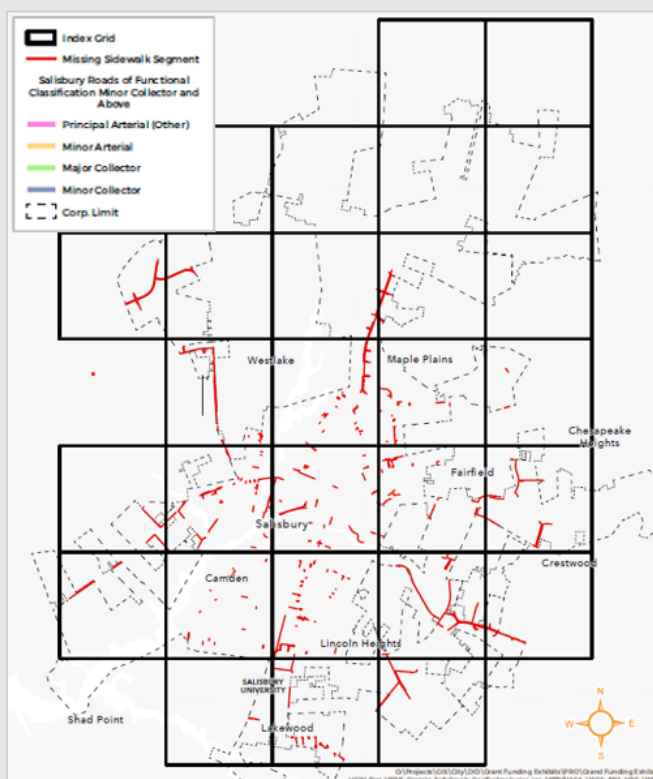 Index Grid
Missing Sidewalk Segment
Salisbury Roads of Functional
Classification Minor Collector and
Above
Principal Arterial (Other)
Minor Arterial
Major Collector
Minor Collector
Corp. Limit
Westlake
Maple Plains
Chesapeake
Heights
Fairfield
Salisbury
Crestwood
Camden
Lincoln Heights
SALISBURY
UNIVERSITY
Shad Point
Lakewood
N
W
E
S